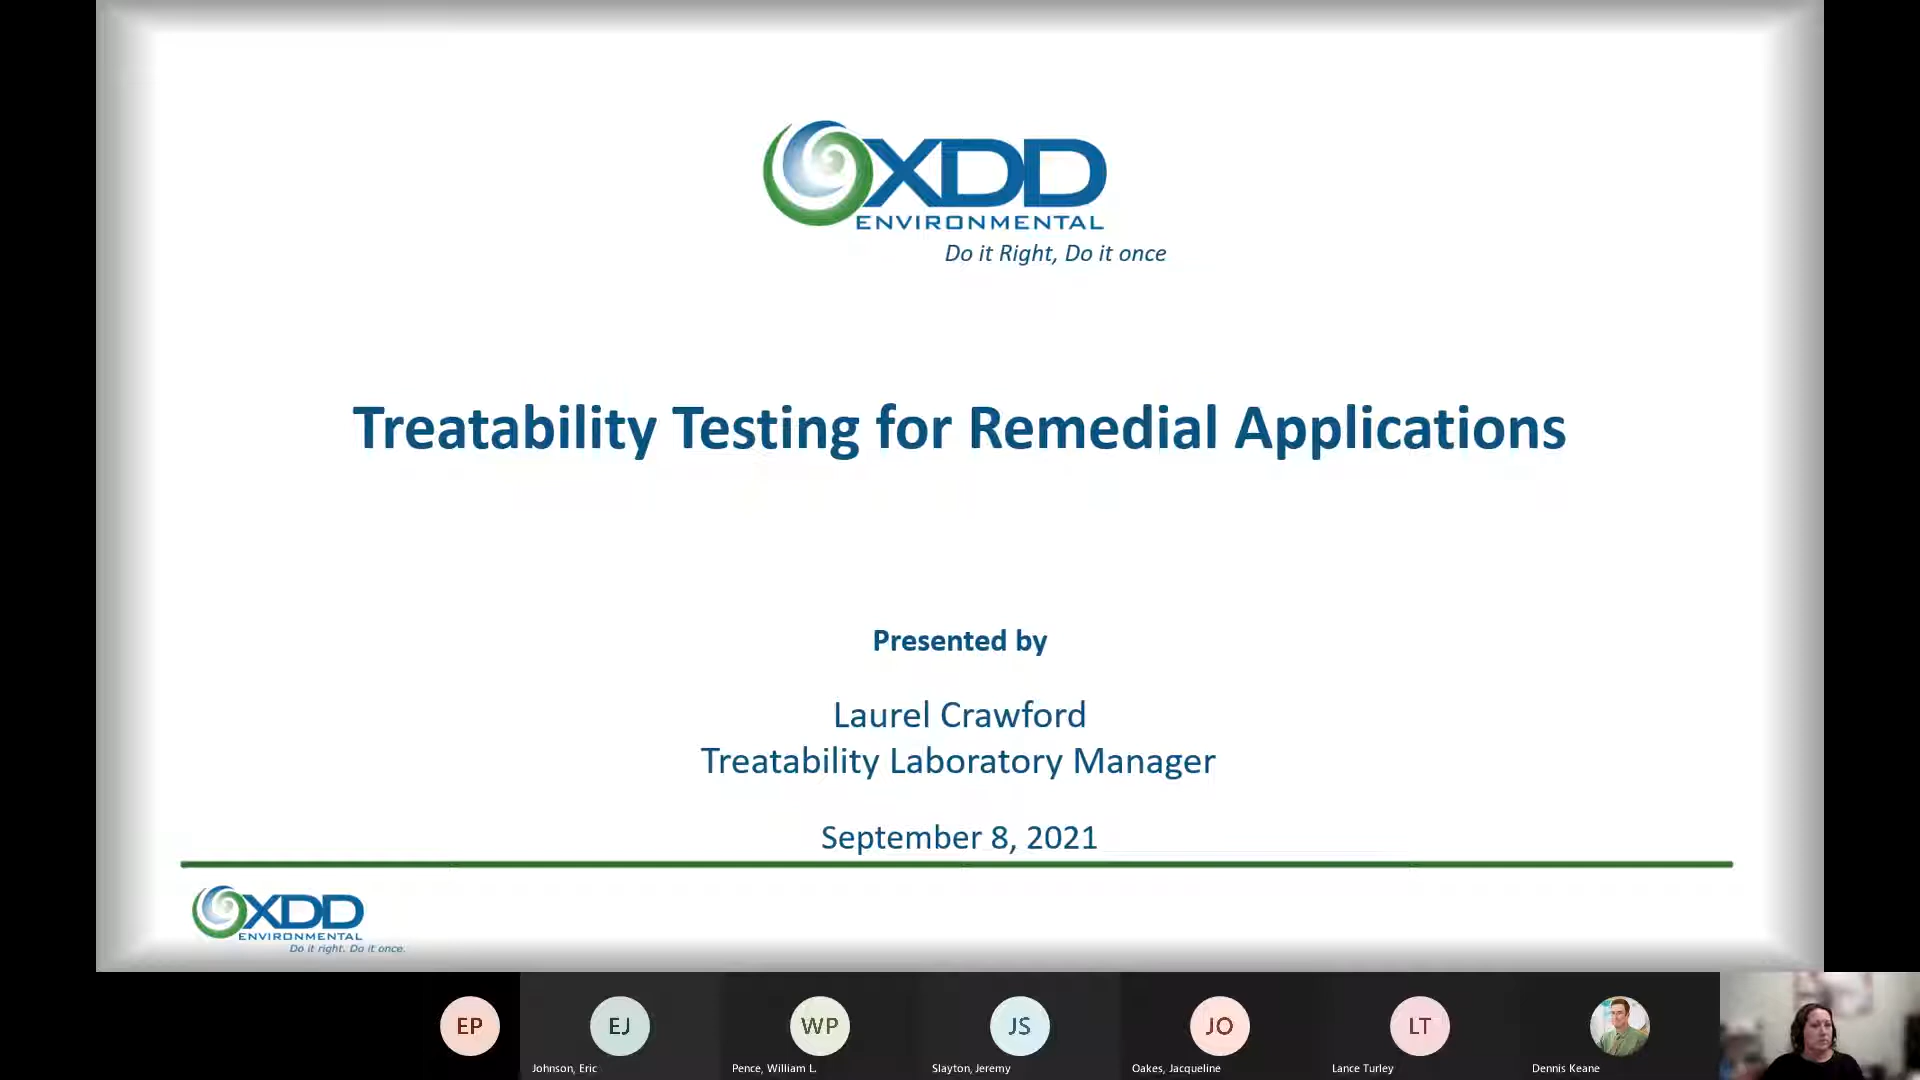 XDD
ENVIRONMENTAL
Do it Right, Do it once
Treatability Testing for Remedial Applications
Presented by
Laurel Crawford
Treatability Laboratory Manager
September 8, 2021
XDD
ENVIRONMENTAL
Do it right. Do it once.
EP
EJ
WP
JS
JO
LT
Johnson, Eric
Pence, William L.
Slayton, Jeremy
Oakes, Jacqueline
Lance Turley
Dennis Keane